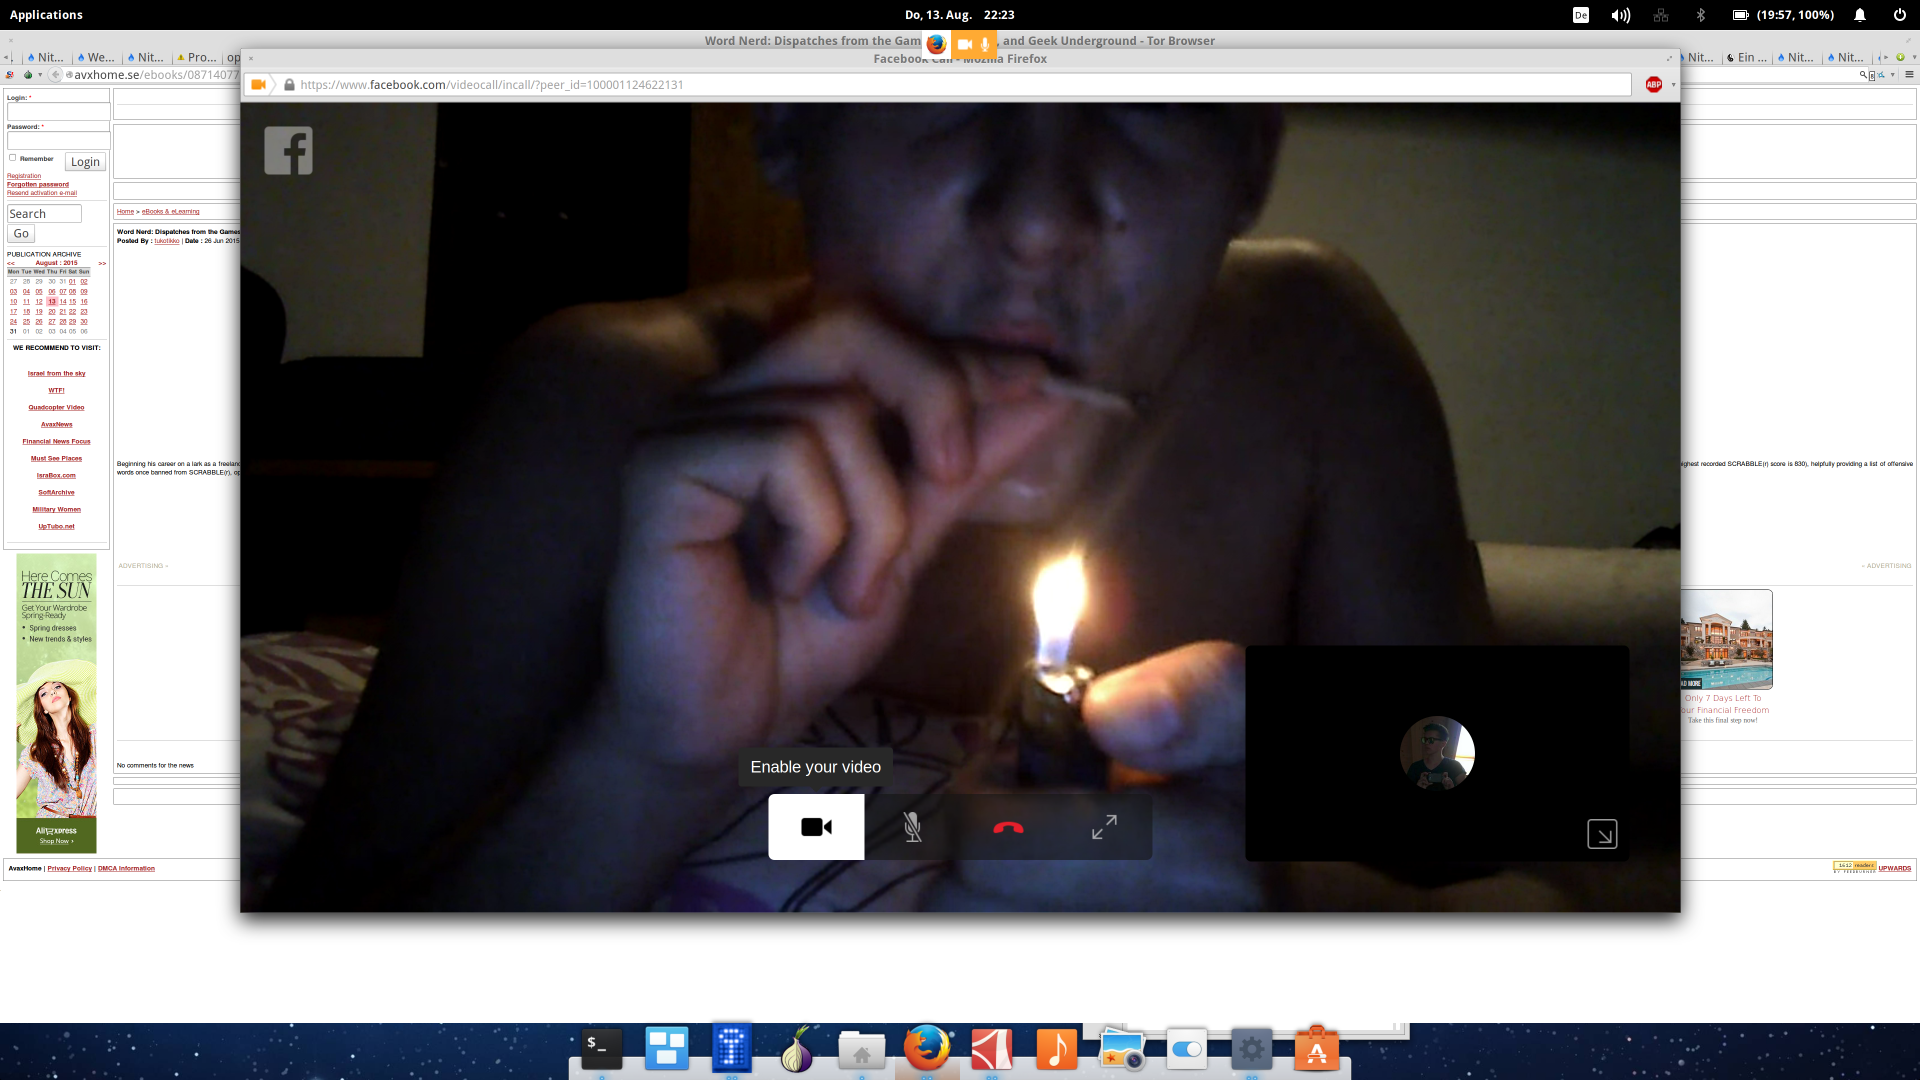 Applications
Do, 13. Aug. 22:23
De
(19:57, 100%)
Word Nerd: Dispatches from the Gam , and Geek Underground - Tor Browser
Nit...
We...
Nit...
Pro...
op
Nit...
Ein ...
Nit...
Nit...
Facebook Call - Mozilla Firefox
avxhome.se/ebooks/08714077
https://www.facebook.com/videocall/incall/?peer_id=100001124622131
ABP
Login: *
Password: *
Remember
Login
Registration
Forgotten password
Resend activation e-mail
Search
Go
PUBLICATION ARCHIVE
<< August : 2015 >>
Mon Tue Wed Thu Fri Sat Sun
27 28 29 30 31 01 02
03 04 05 06 07 08 09
10 11 12 13 14 15 16
17 18 19 20 21 22 23
24 25 26 27 28 29 30
31 01 02 03 04 05 06
WE RECOMMEND TO VISIT:
Israel from the sky
WTF!
Quadcopter Video
AvaxNews
Financial News Focus
Must See Places
IsraBox.com
SoftArchive
Military Women
UpTubo.net
Here Comes
THE SUN
Get Your Wardrobe
Spring-Ready
• Spring dresses
• New trends & styles
AliExpress
Shop Now ›
Home > eBooks & eLearning
Word Nerd: Dispatches from the Games
Posted By : tukotikko | Date : 26 Jun 2015
Beginning his career on a lark as a freelanc
words once banned from SCRABBLE(r), op
ighest recorded SCRABBLE(r) score is 830), helpfully providing a list of offensive
ADVERTISING »
« ADVERTISING
AD MORE
Only 7 Days Left To
our Financial Freedom
Take this final step now!
No comments for the news
Enable your video
AvaxHome | Privacy Policy | DMCA Information
1612 readers
BY FEEDBURNER
UPWARDS
$_